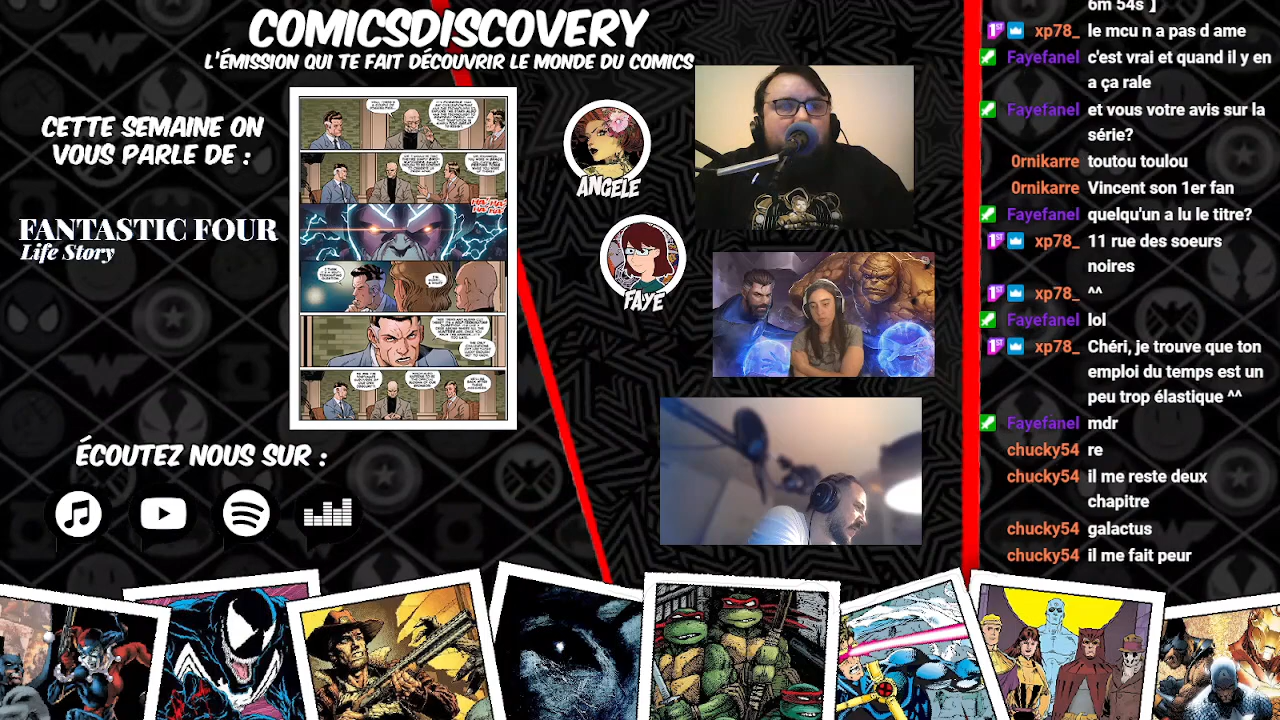 COMICSDISCOVERY
L'ÉMISSION QUI TE FAIT DÉCOUVRIR LE MONDE DU COMICS
CETTE SEMAINE ON
VOUS PARLE DE :
FANTASTIC FOUR
Life Story
ÉCOUTEZ NOUS SUR :
ANGELE
FAYE
6m 54s ]
xp78_ le mcu n a pas d ame
Fayefanel c'est vrai et quand il y en
a ça rale
Fayefanel et vous votre avis sur la
série?
0rnikarre toutou toulou
0rnikarre Vincent son 1er fan
Fayefanel quelqu'un a lu le titre?
xp78_ 11 rue des soeurs
noires
xp78_ ^^
Fayefanel lol
xp78_ Chéri, je trouve que ton
emploi du temps est un
peu trop élastique ^^
Fayefanel mdr
chucky54 re
chucky54 il me reste deux
chapitre
chucky54 galactus
chucky54 il me fait peur